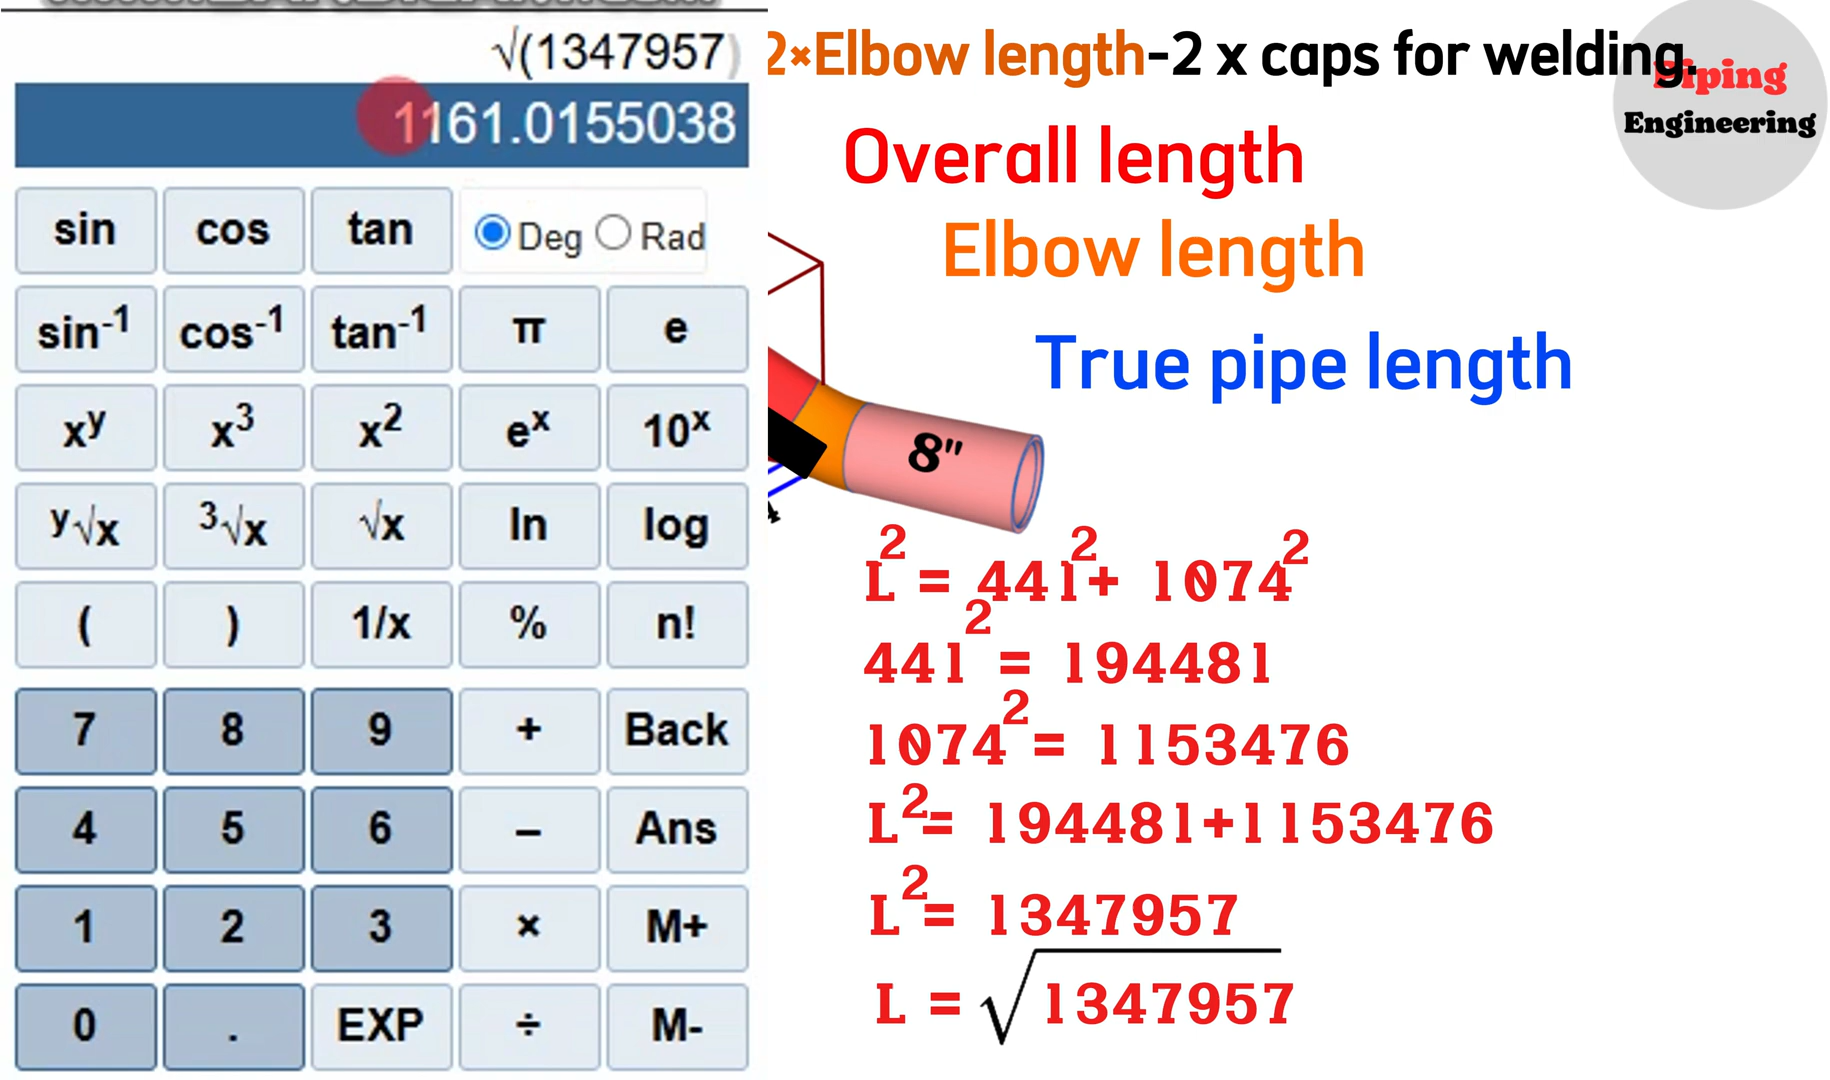 √(1347957)
1161.0155038
sin cos tan Deg Rad
sin-1 cos-1 tan-1 π e
xy x3 x2 ex 10x
y√x 3√x √x ln log
( ) 1/x % n!
7 8 9 + Back
4 5 6 – Ans
1 2 3 × M+
0 . EXP ÷ M-
2×Elbow length-2 x caps for welding.
Piping
Engineering
Overall length
Elbow length
True pipe length
8"
L² = 441² + 1074²
441² = 194481
1074² = 1153476
L² = 194481+1153476
L² = 1347957
L = √1347957